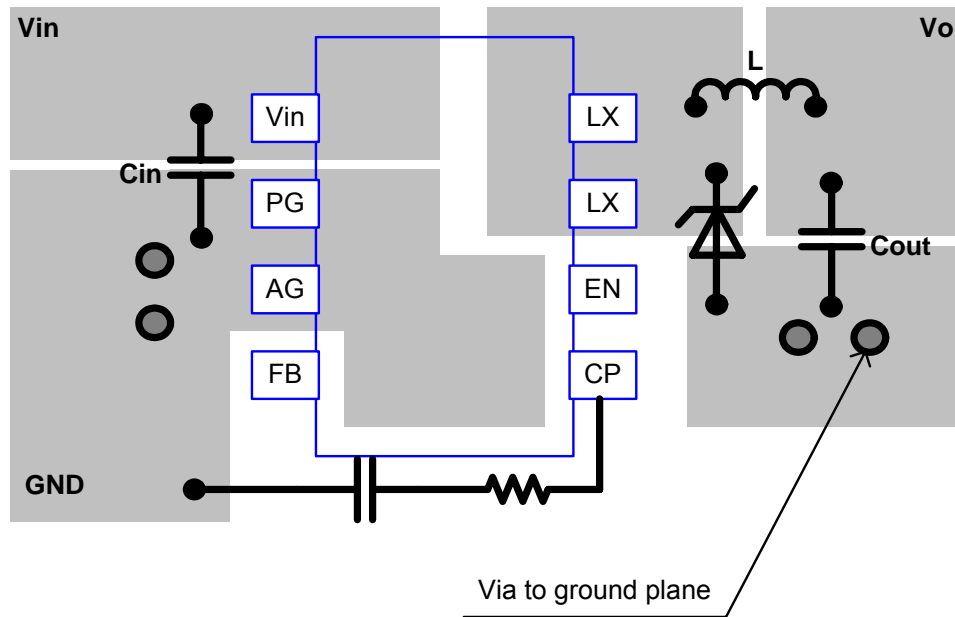 Vin
Vo
L
Vin
LX
Cin
PG
LX
Cout
AG
EN
FB
CP
GND
Via to ground plane